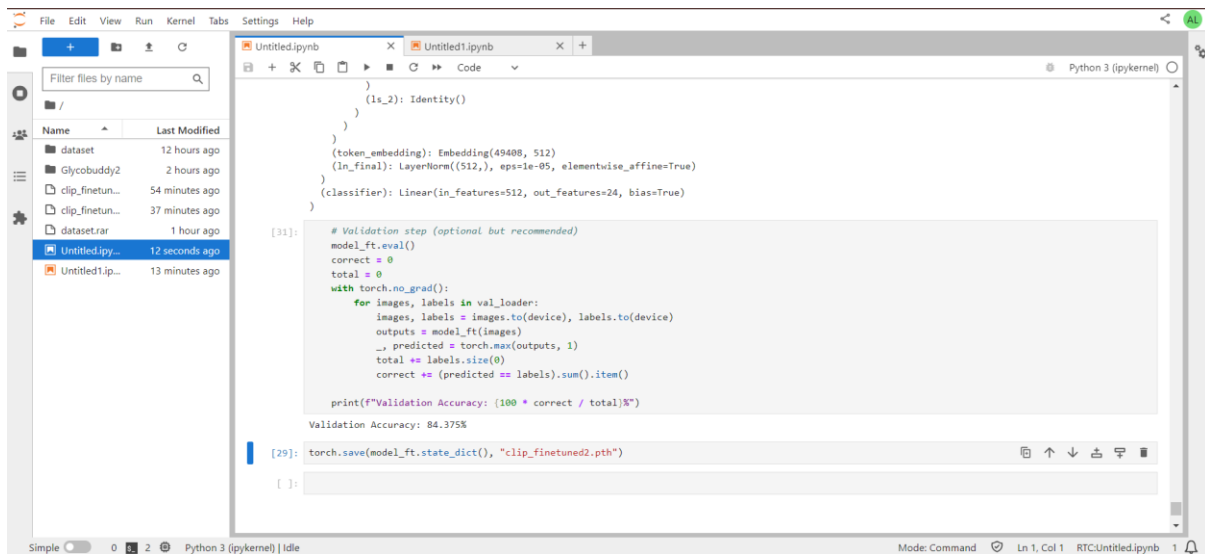 File Edit View Run Kernel Tabs Settings Help
AL
+
Filter files by name
/
Name Last Modified
dataset 12 hours ago
Glycobuddy2 2 hours ago
clip_finetun... 54 minutes ago
clip_finetun... 37 minutes ago
dataset.rar 1 hour ago
Untitled.ipy... 12 seconds ago
Untitled1.ip... 13 minutes ago
Untitled.ipynb × Untitled1.ipynb × +
Code
Python 3 (ipykernel)
)
(ls_2): Identity()
)
)
)
(token_embedding): Embedding(49408, 512)
(ln_final): LayerNorm((512,), eps=1e-05, elementwise_affine=True)
)
(classifier): Linear(in_features=512, out_features=24, bias=True)
)
[31]:
# Validation step (optional but recommended)
model_ft.eval()
correct = 0
total = 0
with torch.no_grad():
for images, labels in val_loader:
images, labels = images.to(device), labels.to(device)
outputs = model_ft(images)
_, predicted = torch.max(outputs, 1)
total += labels.size(0)
correct += (predicted == labels).sum().item()
print(f"Validation Accuracy: {100 * correct / total}%")
Validation Accuracy: 84.375%
[29]: torch.save(model_ft.state_dict(), "clip_finetuned2.pth")
[ ]:
Simple 0 2 Python 3 (ipykernel) | Idle
Mode: Command Ln 1, Col 1 RTC:Untitled.ipynb 1